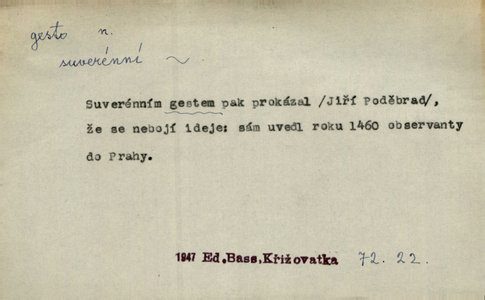 gesto n.
suverénní ~
Suverénním gestem pak prokázal /Jiří Poděbrad/,
že se nebojí ideje: sám uvedl roku 1460 observanty
do Prahy.
1947 Ed.Bass,Křižovatka 72. 22.